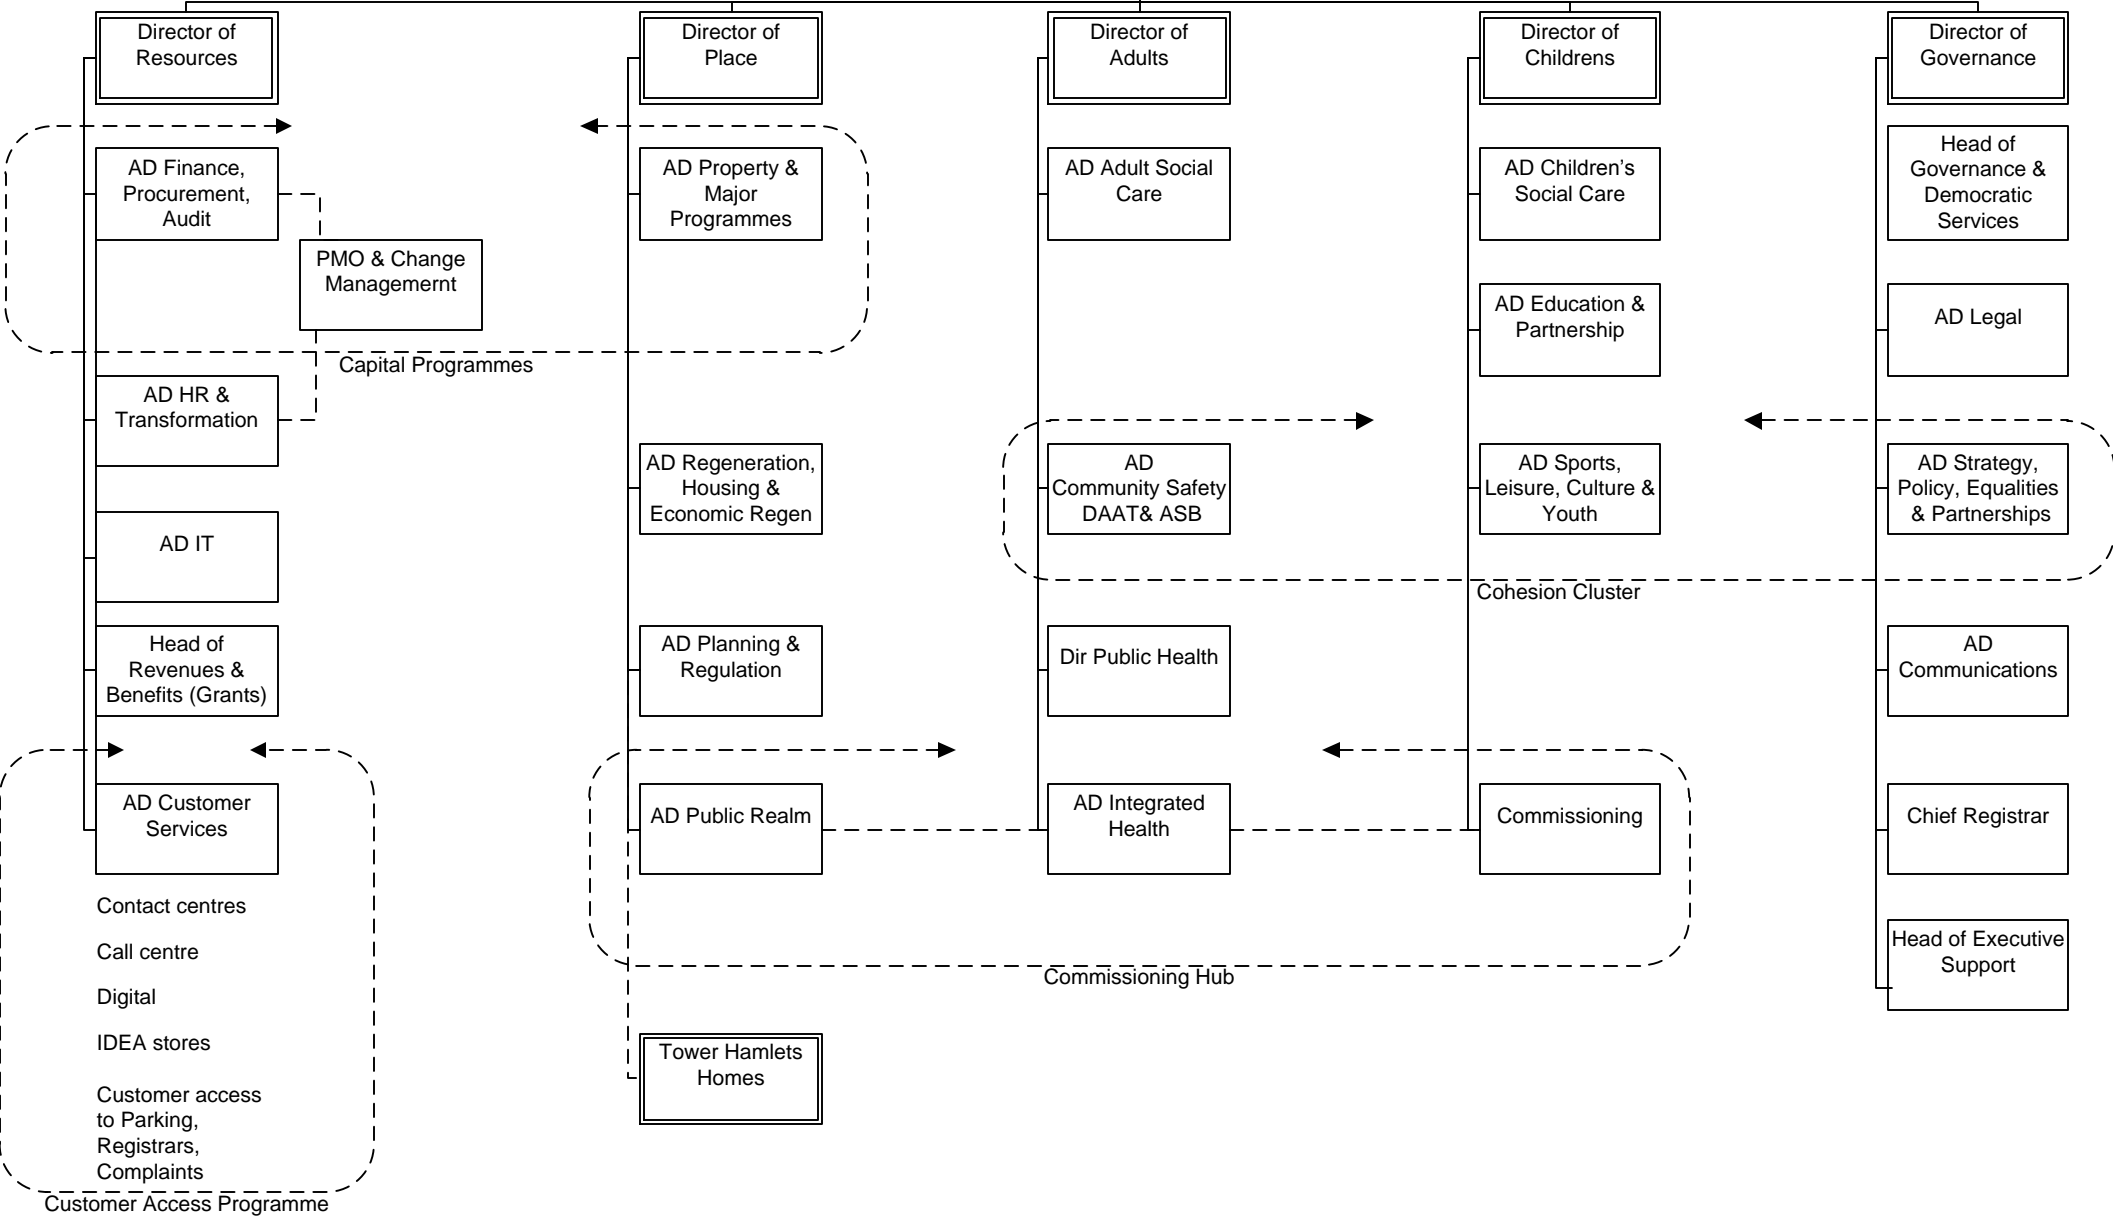 Director of
Resources
Director of
Place
Director of
Adults
Director of
Childrens
Director of
Governance
AD Finance,
Procurement,
Audit
PMO & Change
Managemernt
AD Property &
Major
Programmes
AD Adult Social
Care
AD Children’s
Social Care
Head of
Governance &
Democratic
Services
AD Education &
Partnership
AD Legal
Capital Programmes
AD HR &
Transformation
AD Regeneration,
Housing &
Economic Regen
AD
Community Safety
DAAT& ASB
AD Sports,
Leisure, Culture &
Youth
AD Strategy,
Policy, Equalities
& Partnerships
AD IT
Cohesion Cluster
Head of
Revenues &
Benefits (Grants)
AD Planning &
Regulation
Dir Public Health
AD
Communications
AD Customer
Services
AD Public Realm
AD Integrated
Health
Commissioning
Chief Registrar
Contact centres
Call centre
Digital
IDEA stores
Customer access
to Parking,
Registrars,
Complaints
Customer Access Programme
Commissioning Hub
Head of Executive
Support
Tower Hamlets
Homes